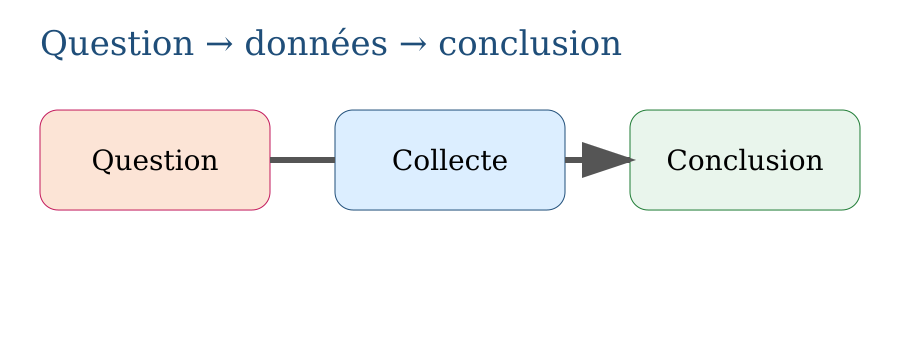 Question → données → conclusion
Question
Collecte
Conclusion